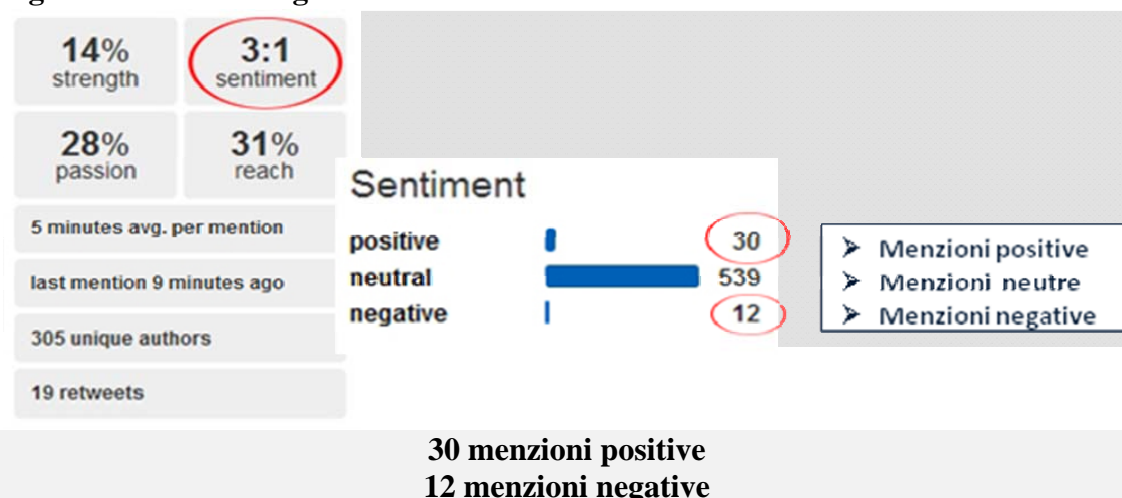 14% 3:1
strength sentiment
28% 31%
passion reach
5 minutes avg. per mention
last mention 9 minutes ago
305 unique authors
19 retweets
Sentiment
positive 30
neutral 539
negative 12
➢ Menzioni positive
➢ Menzioni neutre
➢ Menzioni negative
30 menzioni positive
12 menzioni negative